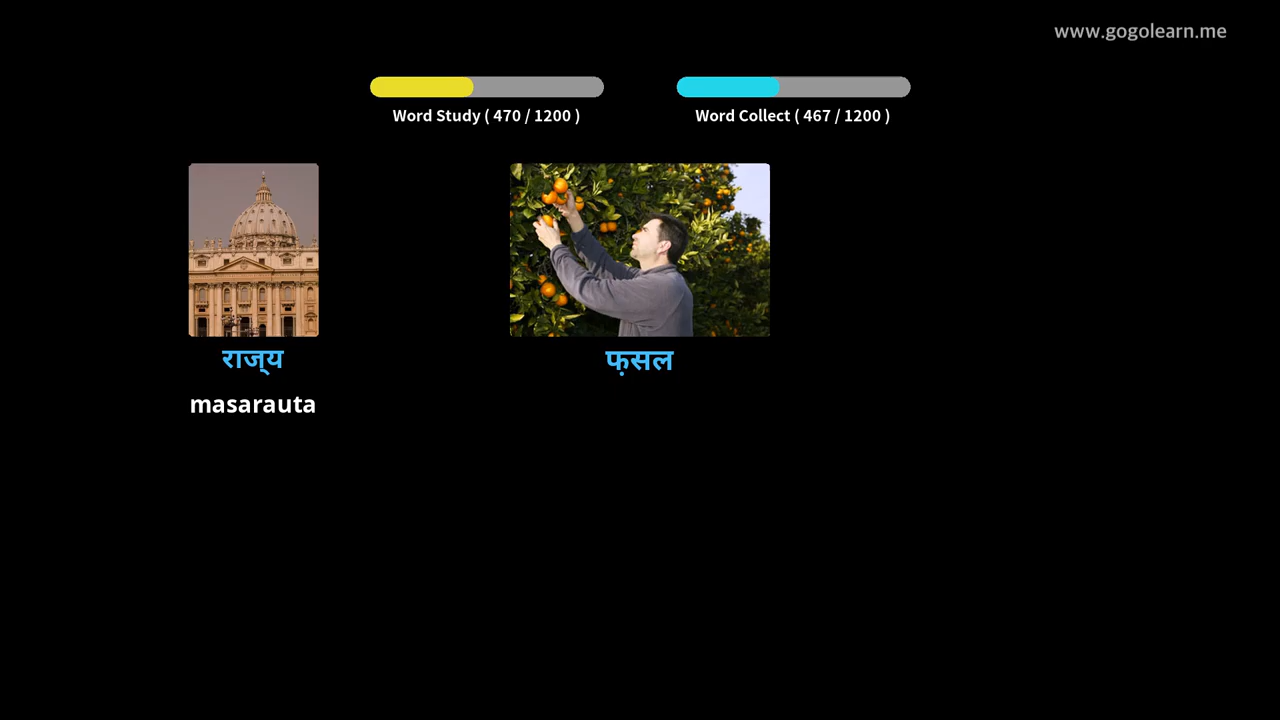 www.gogolearn.me
Word Study ( 470 / 1200 )
Word Collect ( 467 / 1200 )
राज्य
फ़सल
masarauta